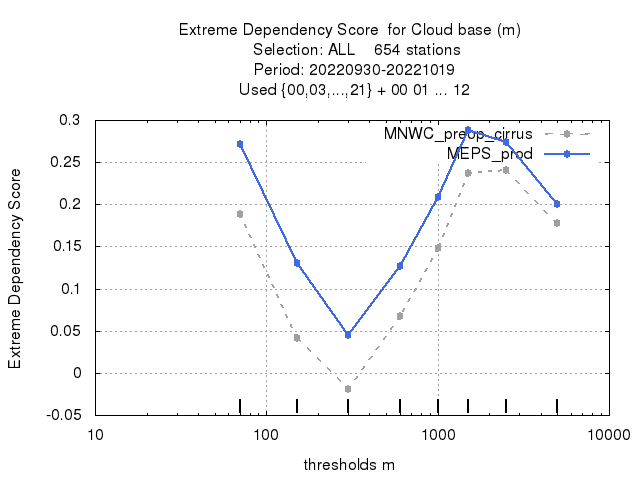 Extreme Dependency Score  for Cloud base (m)
Selection: ALL    654 stations
Period: 20220930-20221019
Used {00,03,...,21} + 00 01 ... 12
MNWC_preop_cirrus
MEPS_prod
Extreme Dependency Score
0.3
0.25
0.2
0.15
0.1
0.05
0
-0.05
10 100 1000 10000
thresholds m